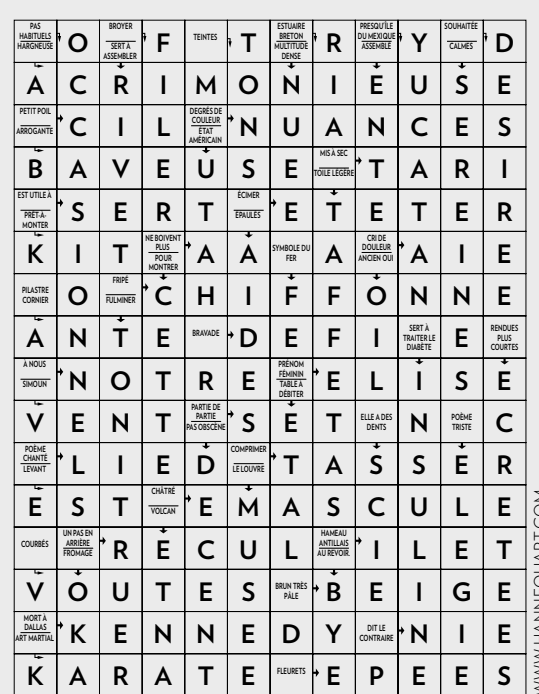 PAS HABITUELS HARGNEUSE O BROYER SERT À ASSEMBLER F TEINTES T ESTUAIRE BRETON MULTITUDE DENSE R PRESQU'ÎLE DU MEXIQUE ASSEMBLÉ Y SOUHAITÉE CALMES D
A C R I M O N I E U S E
PETIT POIL ARROGANTE C I L DEGRÉS DE COULEUR ÉTAT AMÉRICAIN N U A N C E S
B A V E U S E MIS À SEC TOILE LÉGÈRE T A R I
EST UTILE À PRÊT-À-MONTER S E R T ÉCIMER ÉPAULES E T E T E R
K I T NE BOIVENT PLUS POUR MONTRER A A SYMBOLE DU FER A CRI DE DOULEUR ANCIEN OUI A I E
PILASTRE CORNIER O FRIPÉ FULMINER C H I F F O N N E
A N T E BRAVADE D E F I SERT À TRAITER LE DIABÈTE E RENDUES PLUS COURTES
À NOUS SIMOUN N O T R E PRÉNOM FÉMININ TABLE À DÉBITER E L I S E
V E N T PARTIE DE PARTIE PAS OBSCÈNE S E T ELLE A DES DENTS N POÈME TRISTE C
POÈME CHANTÉ LEVANT L I E D COMPRIMER LE LOUVRE T A S S E R
E S T CHÂTRÉ VOLCAN E M A S C U L E
COURBÉS UN PAS EN ARRIÈRE FROMAGE R E C U L HAMEAU ANTILLAIS AU REVOIR. I L E T
V O U T E S BRUN TRÈS PÂLE B E I G E
MORT À DALLAS ART MARTIAL K E N N E D Y DIT LE CONTRAIRE N I E
K A R A T E FLEURETS E P E E S
WWW.HANNEQUART.COM